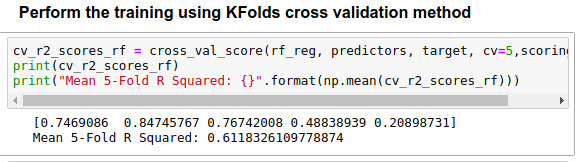 Perform the training using KFolds cross validation method
cv_r2_scores_rf = cross_val_score(rf_reg, predictors, target, cv=5,scoring
print(cv_r2_scores_rf)
print("Mean 5-Fold R Squared: {}".format(np.mean(cv_r2_scores_rf)))
[0.7469086  0.84745767 0.76742008 0.48838939 0.20898731]
Mean 5-Fold R Squared: 0.6118326109778874